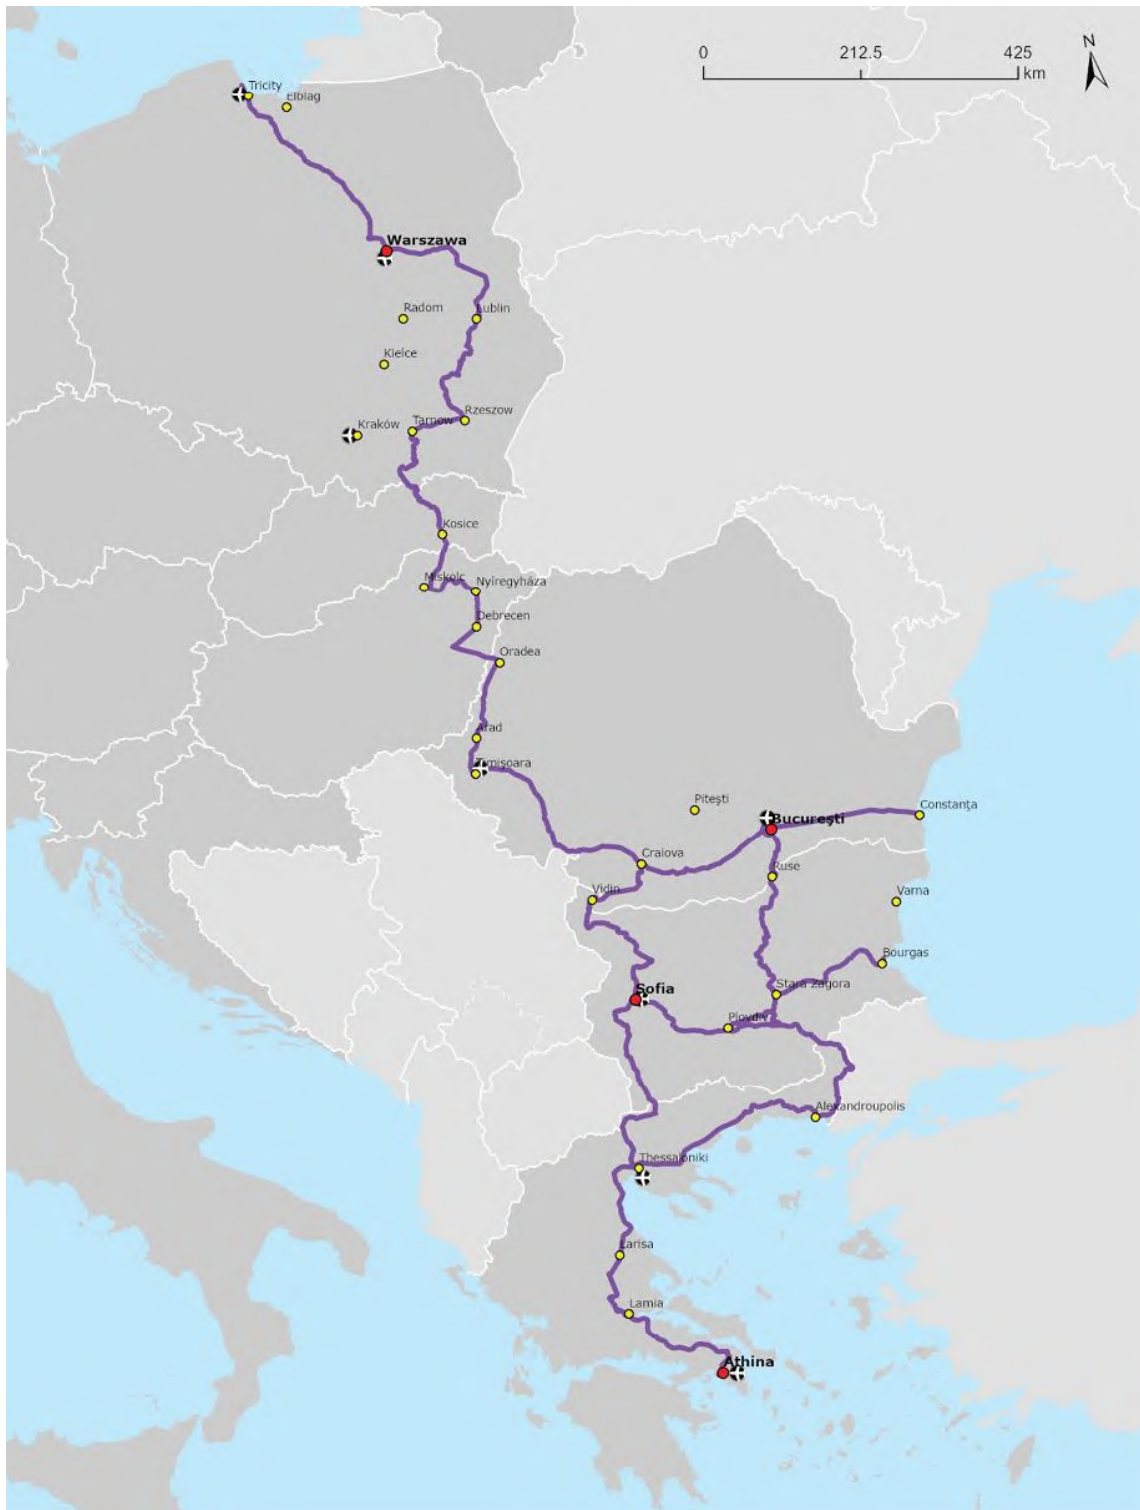 N
0 212.5 425
km
Tricity
Elbląg
Warszawa
Radom
Lublin
Kielce
Rzeszow
Tarnow
Kraków
Kosice
Miskolc
Nyíregyháza
Debrecen
Oradea
Arad
Timișoara
Pitești
Constanța
București
Craiova
Ruse
Vidin
Varna
Bourgas
Stara Zagora
Sofia
Plovdiv
Alexandroupolis
Thessaloniki
Larisa
Lamia
Athina